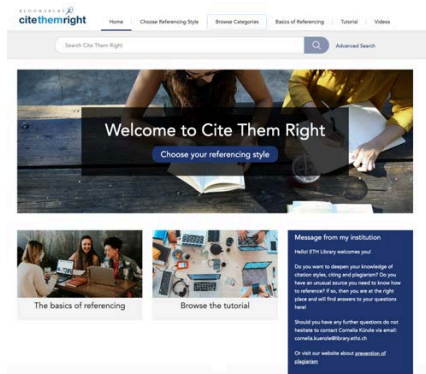 BLOOMSBURY
citethemright
Home
Choose Referencing Style
Browse Categories
Basics of Referencing
Tutorial
Videos
Search Cite Them Right
Advanced Search
Welcome to Cite Them Right
Choose your referencing style
The basics of referencing
Browse the tutorial
Message from my institution
Hello! ETH Library welcomes you!
Do you want to deepen your knowledge of
citation styles, citing and plagiarism? Do you
have an unusual source you need to know how
to reference? If so, then you are at the right
place and will find answers to your questions
here!
Should you have any further questions do not
hesitate to contact Cornelia Künzle via email:
cornelia.kuenzle@library.ethz.ch
Or visit our website about prevention of
plagiarism